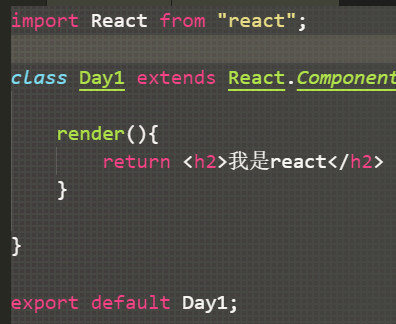 import React from "react";
class Day1 extends React.Component
render(){
return <h2>我是react</h2>
}
}
export default Day1;